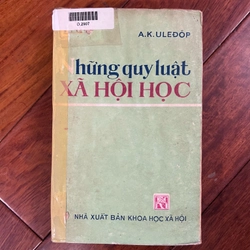 A.K.ULEĐỐP
hững quy luật
XÃ HỘI HỌC
NHÀ XUẤT BẢN KHOA HỌC XÃ HỘI